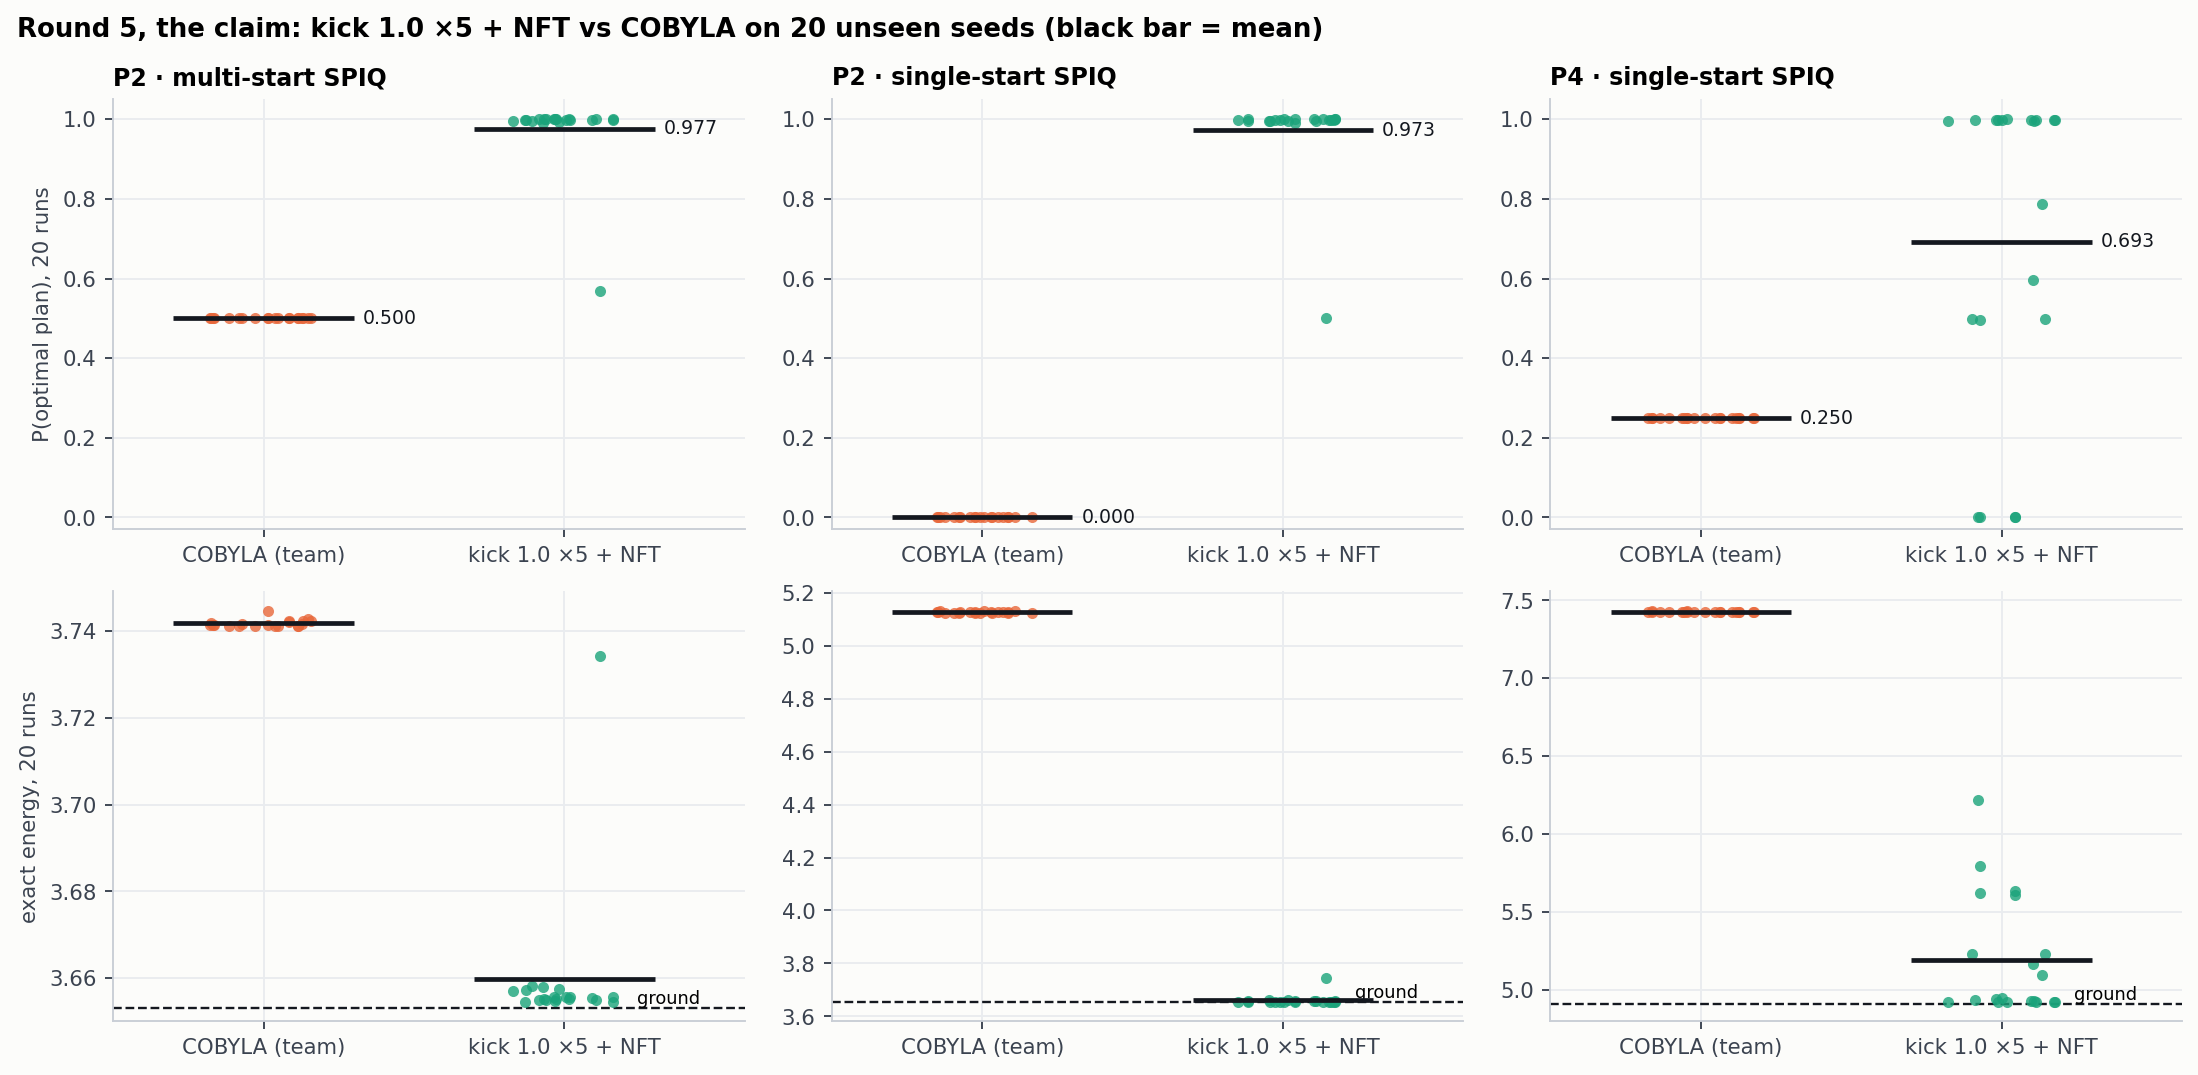 Round 5, the claim: kick 1.0 ×5 + NFT vs COBYLA on 20 unseen seeds (black bar = mean)
P2 · multi-start SPIQ
P(optimal plan), 20 runs
1.0
0.8
0.6
0.4
0.2
0.0
0.500
0.977
COBYLA (team)
kick 1.0 ×5 + NFT
P2 · single-start SPIQ
1.0
0.8
0.6
0.4
0.2
0.0
0.000
0.973
COBYLA (team)
kick 1.0 ×5 + NFT
P4 · single-start SPIQ
1.0
0.8
0.6
0.4
0.2
0.0
0.250
0.693
COBYLA (team)
kick 1.0 ×5 + NFT
exact energy, 20 runs
3.74
3.72
3.70
3.68
3.66
ground
COBYLA (team)
kick 1.0 ×5 + NFT
5.2
5.0
4.8
4.6
4.4
4.2
4.0
3.8
3.6
ground
COBYLA (team)
kick 1.0 ×5 + NFT
7.5
7.0
6.5
6.0
5.5
5.0
ground
COBYLA (team)
kick 1.0 ×5 + NFT